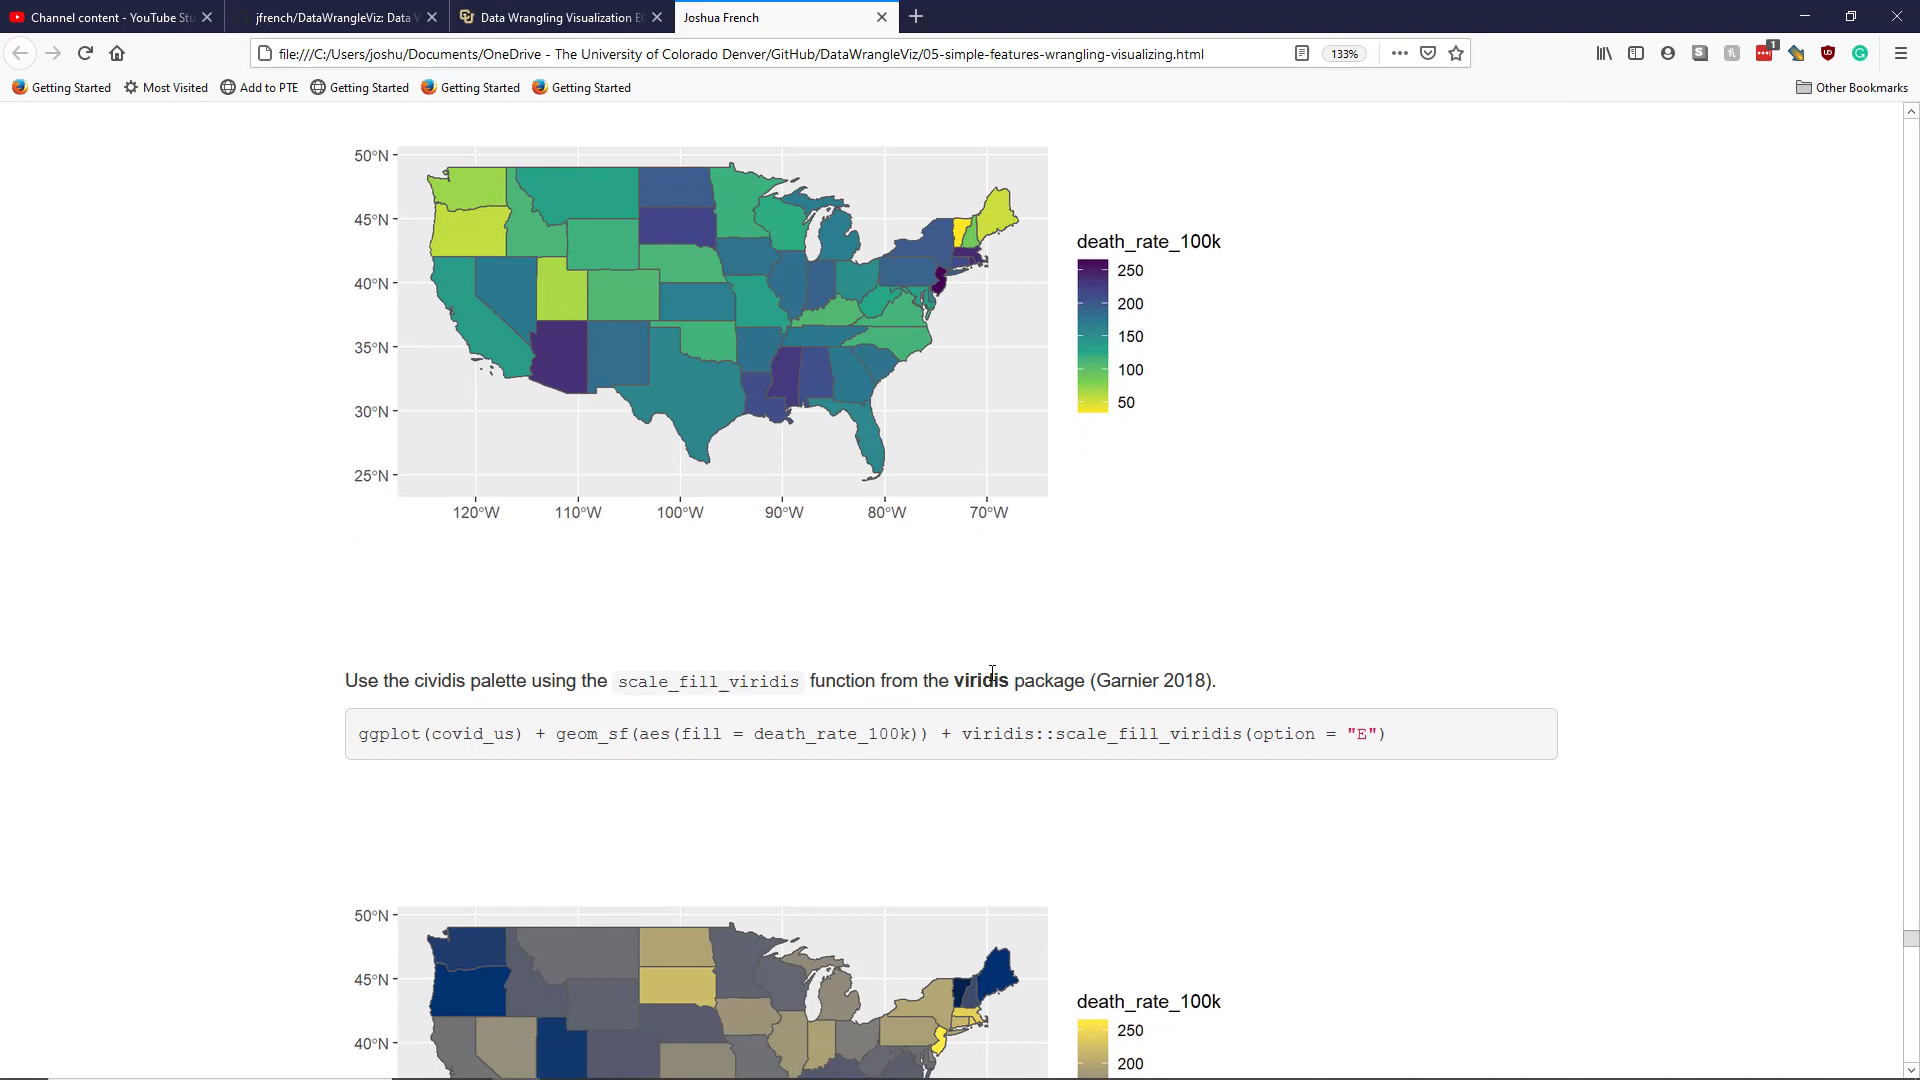 Channel content - YouTube Stu
jfrench/DataWrangleViz: Data V
Data Wrangling Visualization EC
Joshua French
file:///C:/Users/joshu/Documents/OneDrive - The University of Colorado Denver/GitHub/DataWrangleViz/05-simple-features-wrangling-visualizing.html
133%
1
Getting Started
Most Visited
Add to PTE
Getting Started
Getting Started
Getting Started
Other Bookmarks
50°N
45°N
40°N
35°N
30°N
25°N
120°W 110°W 100°W 90°W 80°W 70°W
death_rate_100k
250
200
150
100
50
Use the cividis palette using the scale_fill_viridis function from the viridis package (Garnier 2018).
ggplot(covid_us) + geom_sf(aes(fill = death_rate_100k)) + viridis::scale_fill_viridis(option = "E")
50°N
45°N
40°N
death_rate_100k
250
200